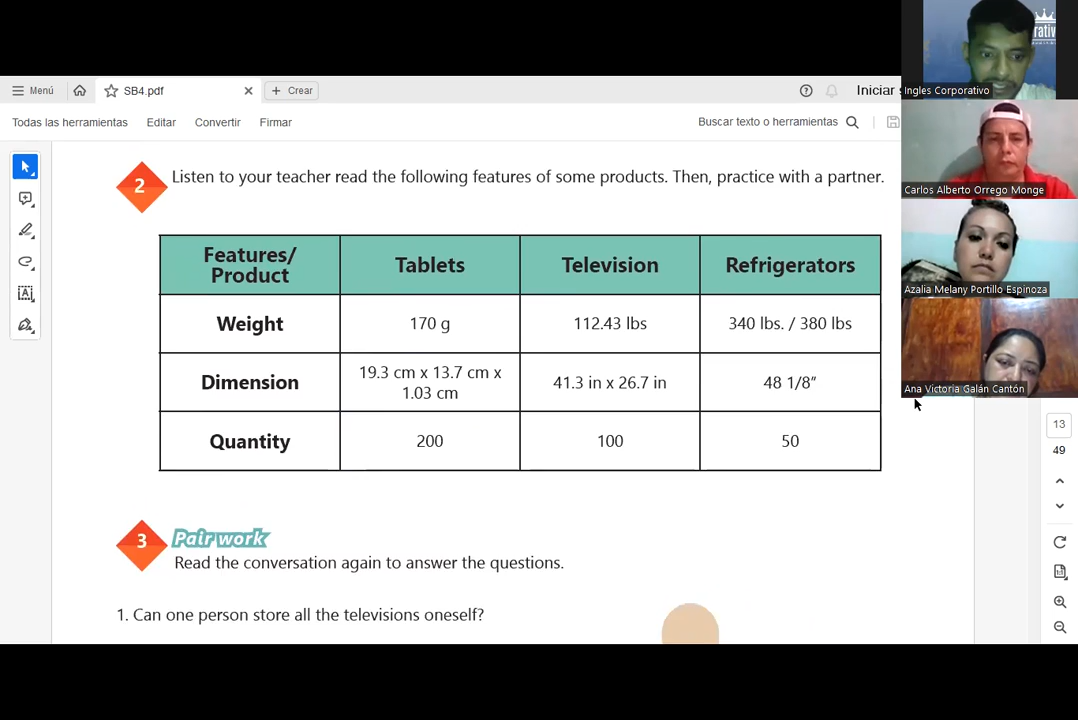 Menú
SB4.pdf
Crear
Iniciar s
Todas las herramientas
Editar
Convertir
Firmar
Buscar texto o herramientas
2
Listen to your teacher read the following features of some products. Then, practice with a partner.
Features/
Product
Tablets
Television
Refrigerators
Weight
170 g
112.43 lbs
340 lbs. / 380 lbs
Dimension
19.3 cm x 13.7 cm x
1.03 cm
41.3 in x 26.7 in
48 1/8”
Quantity
200
100
50
3
Pair work
Read the conversation again to answer the questions.
1. Can one person store all the televisions oneself?
Ingles Corporativo
Carlos Alberto Orrego Monge
Azalia Melany Portillo Espinoza
Ana Victoria Galán Cantón
13
49